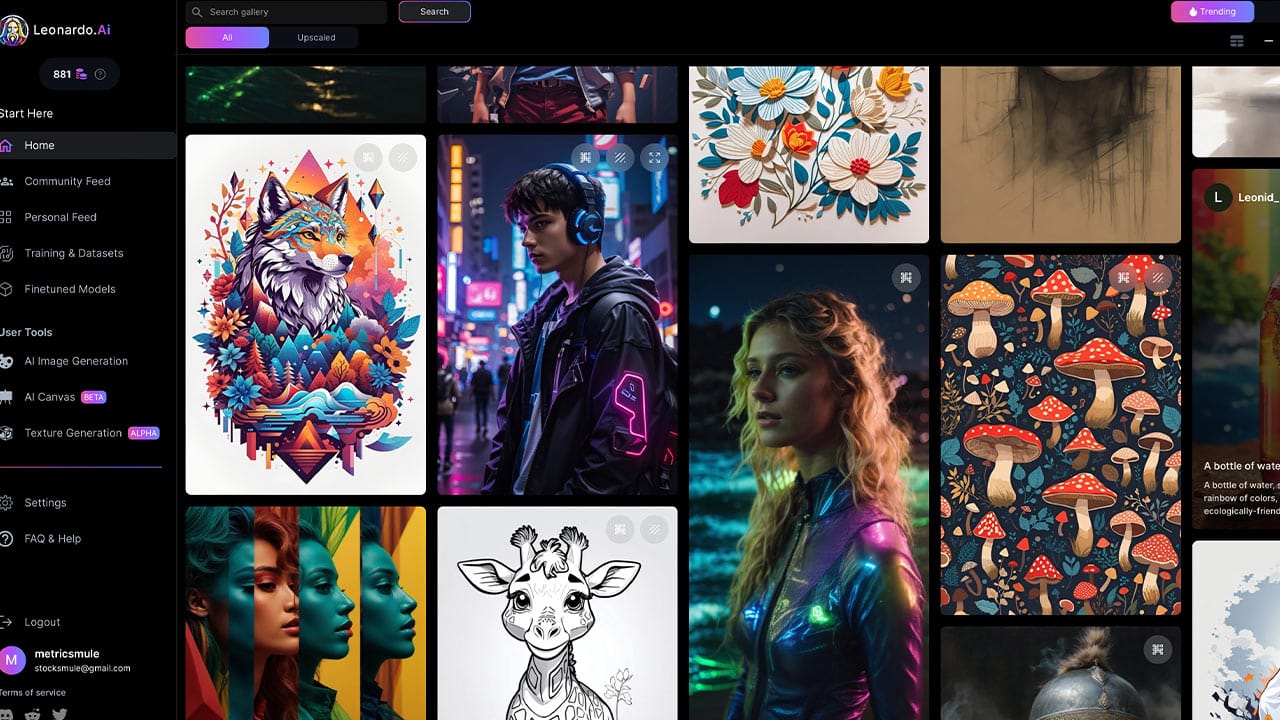 Leonardo.Ai
881
Start Here
Home
Community Feed
Personal Feed
Training & Datasets
Finetuned Models
User Tools
AI Image Generation
AI Canvas BETA
Texture Generation ALPHA
Settings
FAQ & Help
Logout
M
metricsmule
stocksmule@gmail.com
Terms of service
Search gallery
Search
Trending
All
Upscaled
L
Leonid_
A bottle of wate
A bottle of water, s
rainbow of colors,
ecologically-friend